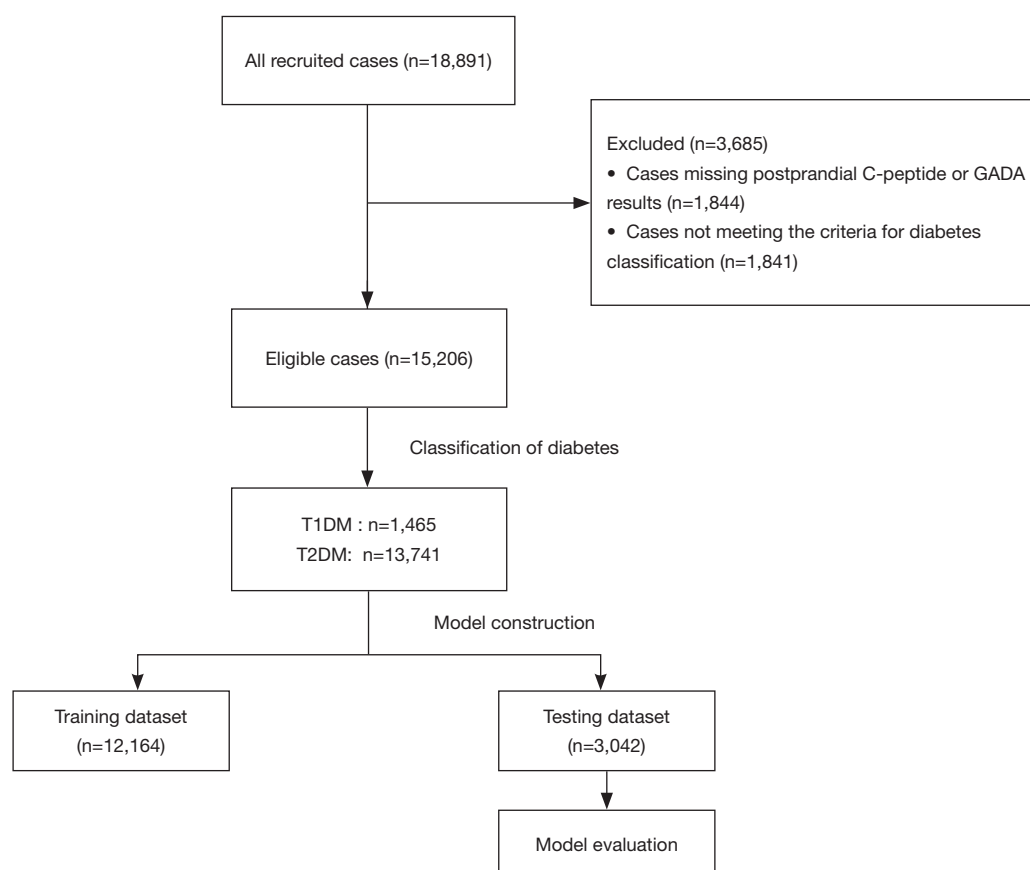 All recruited cases (n=18,891)
Excluded (n=3,685)
• Cases missing postprandial C-peptide or GADA
results (n=1,844)
• Cases not meeting the criteria for diabetes
classification (n=1,841)
Eligible cases (n=15,206)
Classification of diabetes
T1DM : n=1,465
T2DM: n=13,741
Model construction
Training dataset
(n=12,164)
Testing dataset
(n=3,042)
Model evaluation